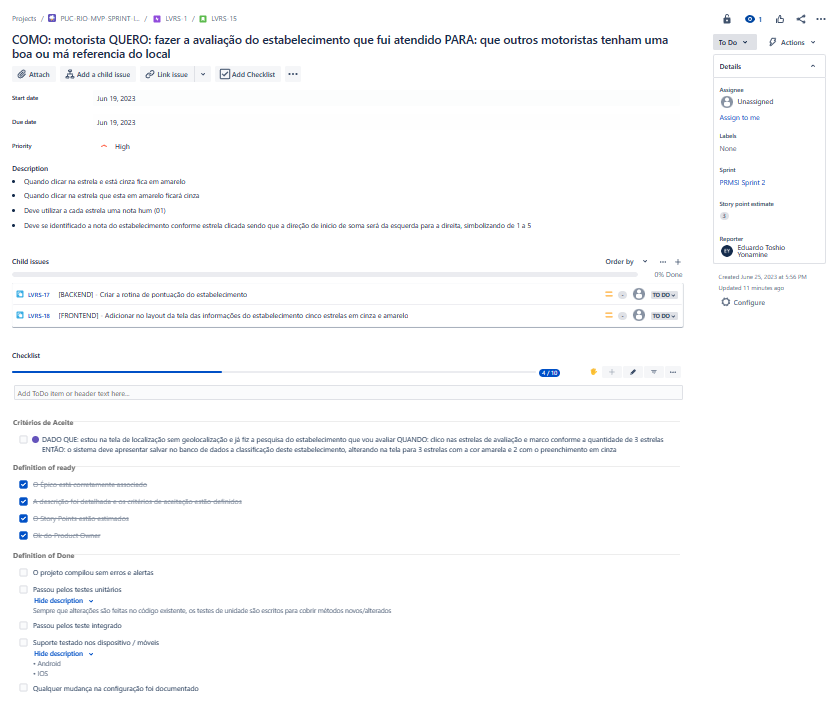 Projects / PUC-RIO-MVP-SPRINT-I... / LVRS-1 / LVRS-15
1
COMO: motorista QUERO: fazer a avaliação do estabelecimento que fui atendido PARA: que outros motoristas tenham uma
boa ou má referencia do local
Attach Add a child issue Link issue Add Checklist
Start date Jun 19, 2023
Due date Jun 19, 2023
Priority High
Description
• Quando clicar na estrela e está cinza fica em amarelo
• Quando clicar na estrela que esta em amarelo ficará cinza
• Deve utilizar a cada estrela uma nota hum (01)
• Deve se identificado a nota do estabelecimento conforme estrela clicada sendo que a direção de inicio de soma será da esquerda para a direita, simbolizando de 1 a 5
Child issues Order by
0% Done
LVRS-17 [BACKEND] - Criar a rotina de pontuação do estabelecimento - TO DO
LVRS-18 [FRONTEND] - Adicionar no layout da tela das informações do estabelecimento cinco estrelas em cinza e amarelo - TO DO
Checklist
4 / 10
Add ToDo item or header text here...
Critérios de Aceite
DADO QUE: estou na tela de localização sem geolocalização e já fiz a pesquisa do estabelecimento que vou avaliar QUANDO: clico nas estrelas de avaliação e marco conforme a quantidade de 3 estrelas
ENTÃO: o sistema deve apresentar salvar no banco de dados a classificação deste estabelecimento, alterando na tela para 3 estrelas com a cor amarela e 2 com o preenchimento em cinza
Definition of ready
O Épico está corretamente associado
A descrição foi detalhada e os critérios de aceitação estão definidos
O Story Points estão estimados
Ok do Product Owner
Definition of Done
O projeto compilou sem erros e alertas
Passou pelos testes unitários
Hide description
Sempre que alterações são feitas no código existente, os testes de unidade são escritos para cobrir métodos novos/alterados
Passou pelos teste integrado
Suporte testado nos dispositivo / móveis
Hide description
• Android
• IOS
Qualquer mudança na configuração foi documentado
To Do Actions
Details
Assignee
Unassigned
Assign to me
Labels
None
Sprint
PRMSI Sprint 2
Story point estimate
3
Reporter
EY Eduardo Toshio
Yonamine
Created June 25, 2023 at 5:56 PM
Updated 11 minutes ago
Configure